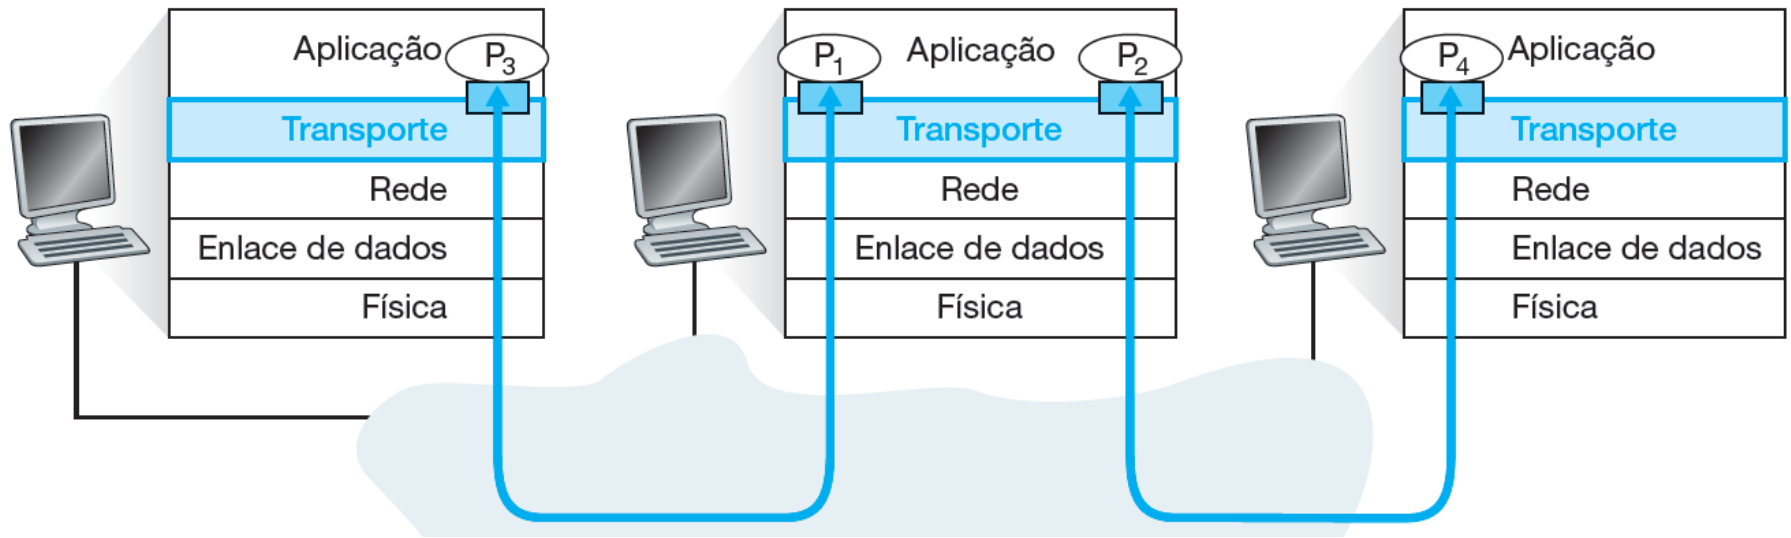 Aplicação P3
Transporte
Rede
Enlace de dados
Física
P1 Aplicação P2
Transporte
Rede
Enlace de dados
Física
P4 Aplicação
Transporte
Rede
Enlace de dados
Física